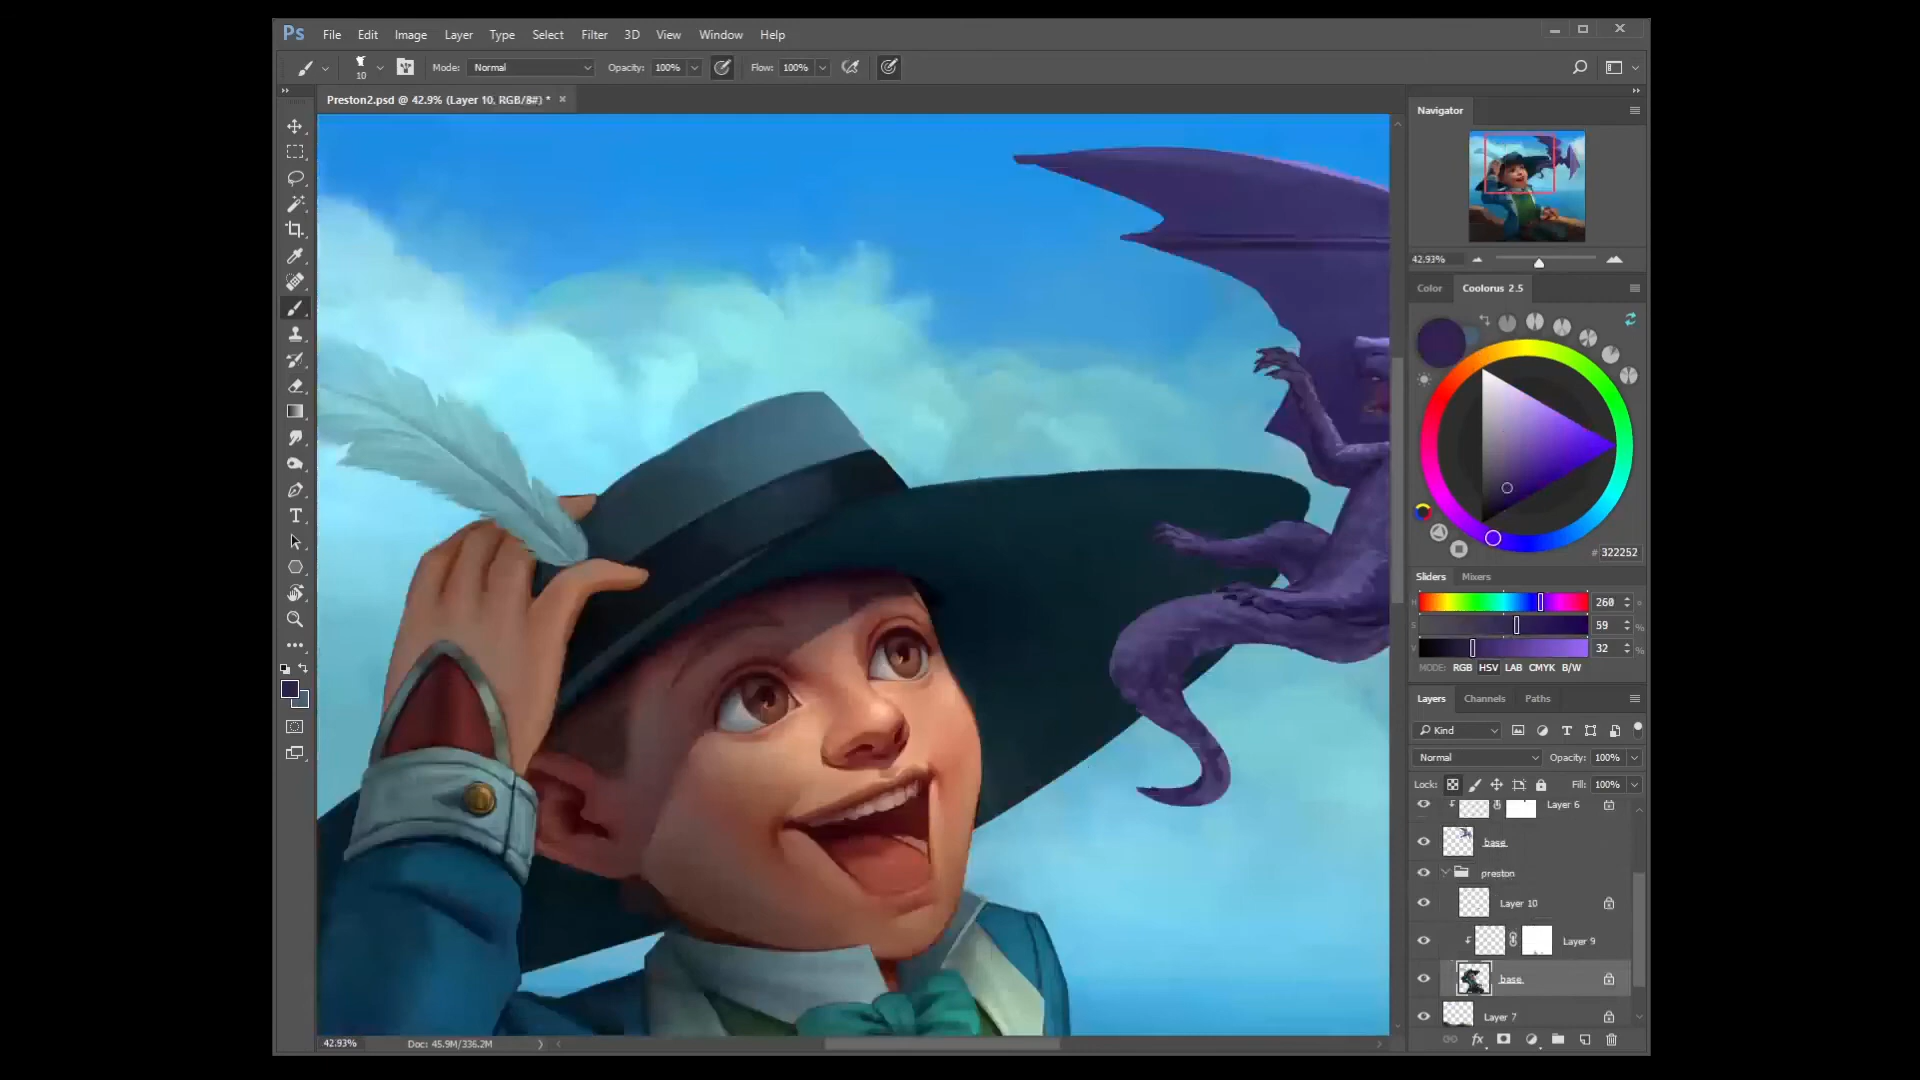 Ps File Edit Image Layer Type Select Filter 3D View Window Help
10 Mode: Normal Opacity: 100% Flow: 100%
Preston2.psd @ 42.9% (Layer 10, RGB/8#) *
Navigator
42.93%
Color Coolorus 2.5
# 322252
Sliders Mixers
H 260 °
S 59 %
V 32 %
MODE: RGB HSV LAB CMYK B/W
Layers Channels Paths
Kind
Normal Opacity: 100%
Lock: Fill: 100%
Layer 6
base
preston
Layer 10
Layer 9
base
Layer 7
fx
42.93% Doc: 45.9M/336.2M